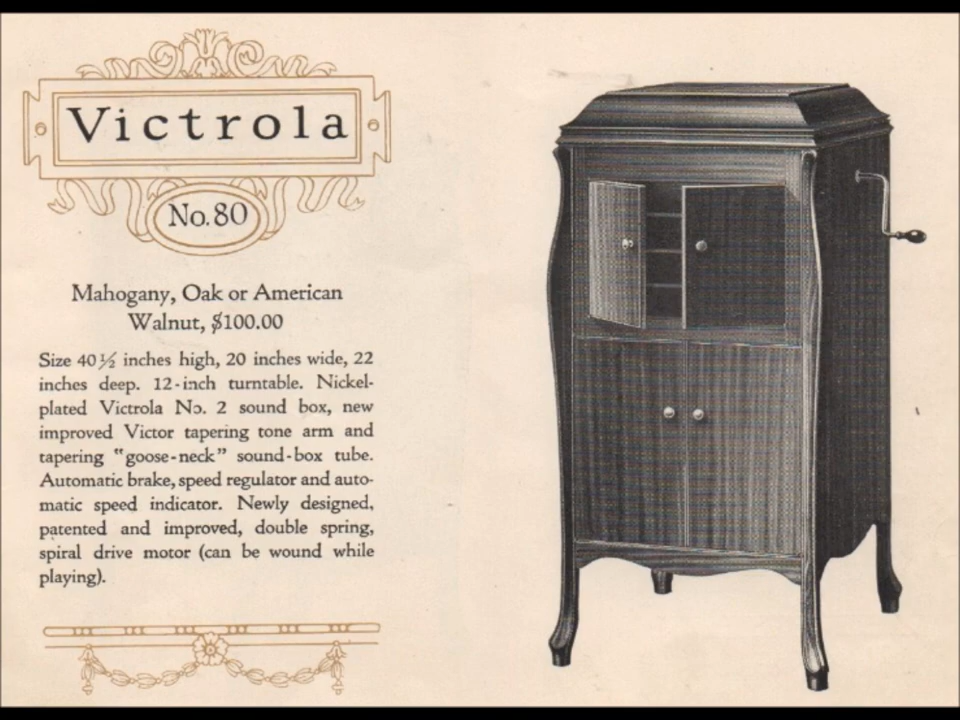 Victrola
No. 80
Mahogany, Oak or American
Walnut, $100.00
Size 40½ inches high, 20 inches wide, 22
inches deep. 12-inch turntable. Nickel-
plated Victrola No. 2 sound box, new
improved Victor tapering tone arm and
tapering "goose-neck" sound-box tube.
Automatic brake, speed regulator and auto-
matic speed indicator. Newly designed,
patented and improved, double spring,
spiral drive motor (can be wound while
playing).